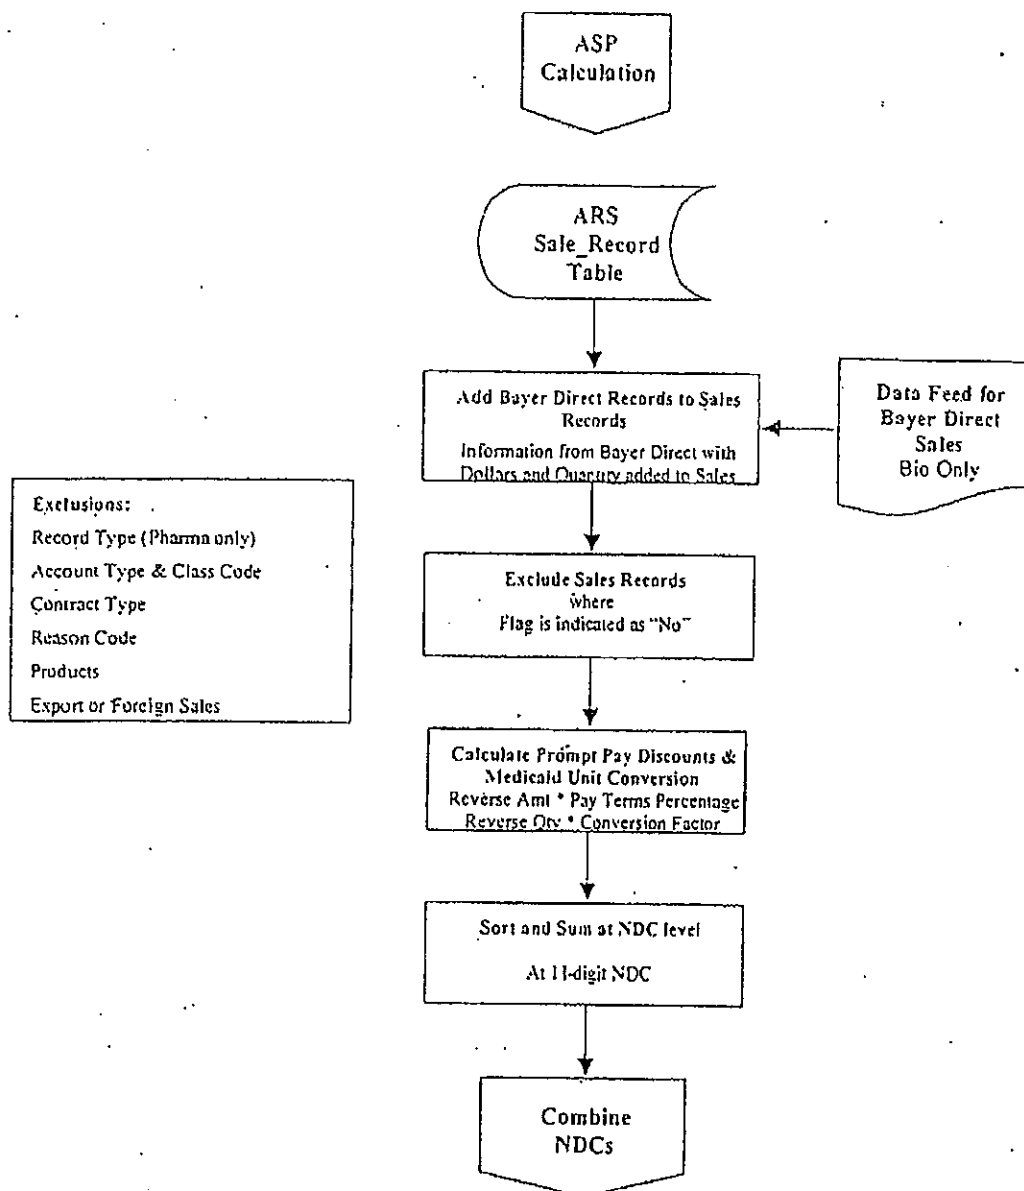 ASP
Calculation
ARS
Sale_Record
Table
Add Bayer Direct Records to Sales
Records
Information from Bayer Direct with
Dollars and Quantity added to Sales
Data Feed for
Bayer Direct
Sales
Bio Only
Exclusions:
Record Type (Pharma only)
Account Type & Class Code
Contract Type
Reason Code
Products
Export or Foreign Sales
Exclude Sales Records
where
Flag is indicated as "No"
Calculate Prompt Pay Discounts &
Medicaid Unit Conversion
Reverse Amt * Pay Terms Percentage
Reverse Qty * Conversion Factor
Sort and Sum at NDC level
At 11-digit NDC
Combine
NDCs